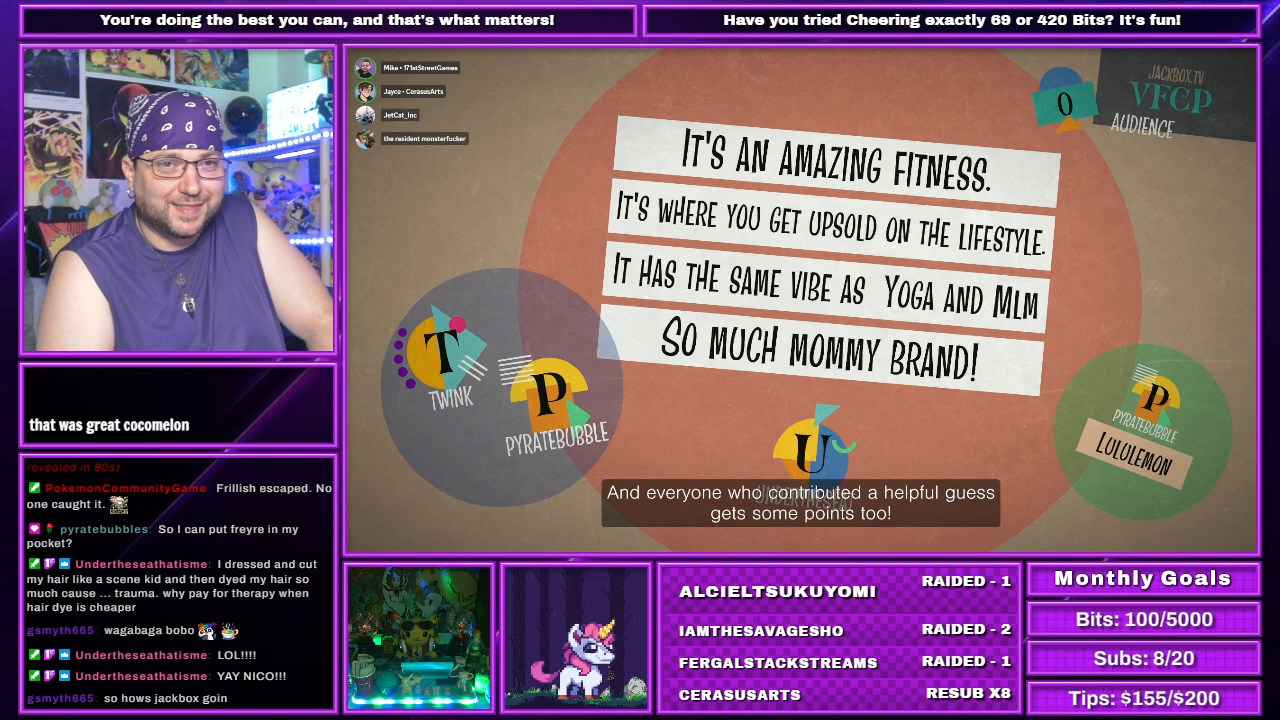 You're doing the best you can, and that's what matters!
Have you tried Cheering exactly 69 or 420 Bits? It's fun!
Mike • 171stStreetGames
Jayce • CerasusArts
JetCat_Inc
the resident monsterfucker
0
JACKBOX.TV
VFCP
AUDIENCE
IT'S AN AMAZING FITNESS.
IT'S WHERE YOU GET UPSOLD ON THE LIFESTYLE.
IT HAS THE SAME VIBE AS YOGA AND MLM
SO MUCH MOMMY BRAND!
T
TWINK
P
PYRATEBUBBLE
U
UNDERTHESEAT
P
PYRATEBUBBLE
LULULEMON
And everyone who contributed a helpful guess
gets some points too!
that was great cocomelon
revealed in 90s)
PokemonCommunityGame: Frillish escaped. No
one caught it.
pyratebubbles: So I can put freyre in my
pocket?
Undertheseathatisme: I dressed and cut
my hair like a scene kid and then dyed my hair so
much cause ... trauma. why pay for therapy when
hair dye is cheaper
gsmyth665: wagabaga bobo
Undertheseathatisme: LOL!!!!
Undertheseathatisme: YAY NICO!!!
gsmyth665: so hows jackbox goin
ALCIELTSUKUYOMI RAIDED - 1
IAMTHESAVAGESHO RAIDED - 2
FERGALSTACKSTREAMS RAIDED - 1
CERASUSARTS RESUB X8
Monthly Goals
Bits: 100/5000
Subs: 8/20
Tips: $155/$200